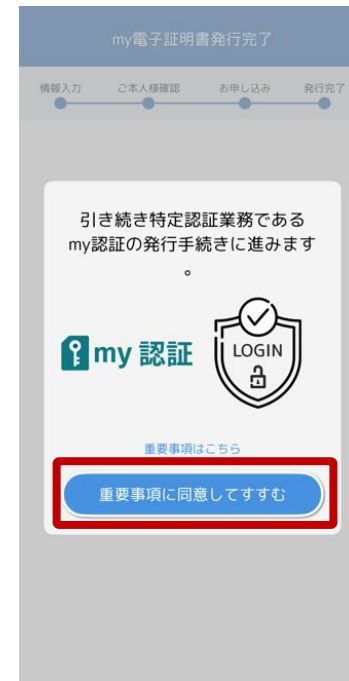 my電子証明書発行完了
情報入力 ご本人様確認 お申し込み 発行完了
引き続き特定認証業務である
my認証の発行手続きに進みます
。
my 認証
LOGIN
重要事項はこちら
重要事項に同意してすすむ